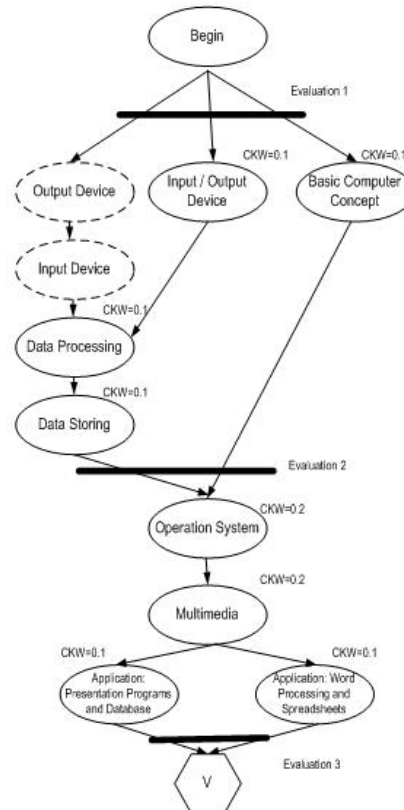 Begin
Evaluation 1
CKW=0.1
CKW=0.1
Output Device
Input / Output
Device
Basic Computer
Concept
Input Device
CKW=0.1
Data Processing
CKW=0.1
Data Storing
Evaluation 2
CKW=0.2
Operation System
CKW=0.2
Multimedia
CKW=0.1
CKW=0.1
Application:
Presentation Programs
and Database
Application: Word
Processing and
Spreadsheets
Evaluation 3
V